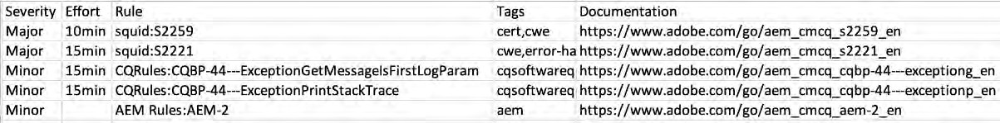 Severity Effort Rule Tags Documentation
Major 10min squid:S2259 cert,cwe https://www.adobe.com/go/aem_cmcq_s2259_en
Major 15min squid:S2221 cwe,error-ha https://www.adobe.com/go/aem_cmcq_s2221_en
Minor 15min CQRules:CQBP-44---ExceptionGetMessageIsFirstLogParam cqsoftwareq https://www.adobe.com/go/aem_cmcq_cqbp-44---exceptiong_en
Minor 15min CQRules:CQBP-44---ExceptionPrintStackTrace cqsoftwareq https://www.adobe.com/go/aem_cmcq_cqbp-44---exceptionp_en
Minor AEM Rules:AEM-2 aem https://www.adobe.com/go/aem_cmcq_aem-2_en